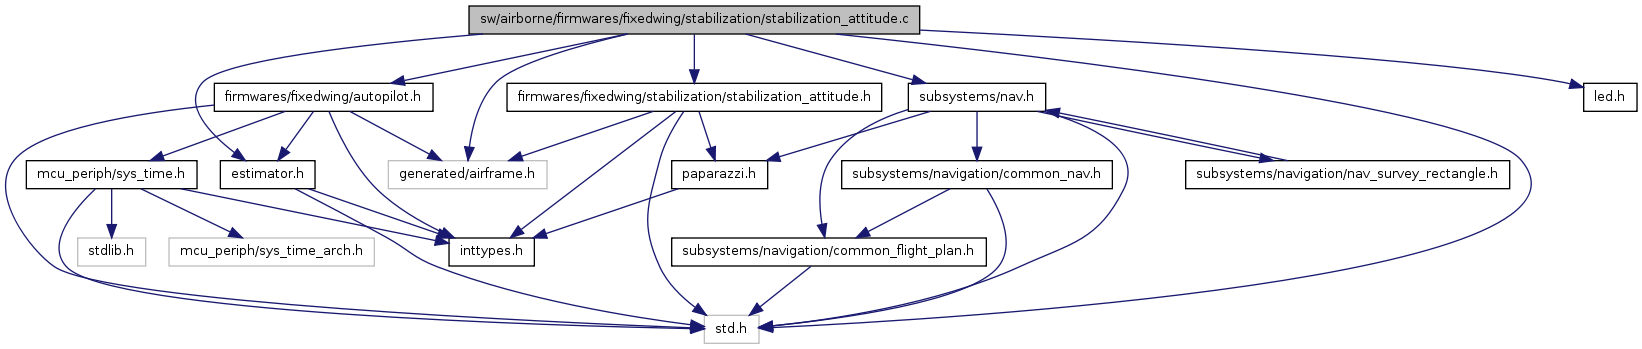 sw/airborne/firmwares/fixedwing/stabilization/stabilization_attitude.c
firmwares/fixedwing/autopilot.h
firmwares/fixedwing/stabilization/stabilization_attitude.h
subsystems/nav.h
led.h
mcu_periph/sys_time.h
estimator.h
generated/airframe.h
paparazzi.h
subsystems/navigation/common_nav.h
subsystems/navigation/nav_survey_rectangle.h
stdlib.h
mcu_periph/sys_time_arch.h
inttypes.h
subsystems/navigation/common_flight_plan.h
std.h